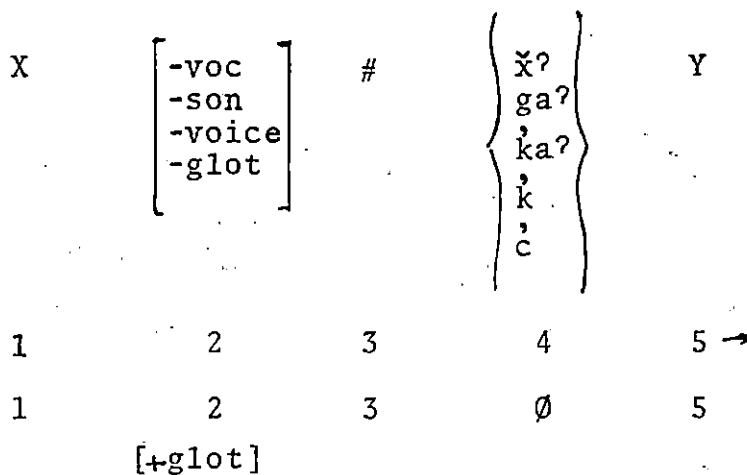 X [-voc # x̌? Y
-son ga?
-voice k̓a?
-glot] k̓
c̓
1 2 3 4 5 →
1 2 3 Ø 5
[+glot]